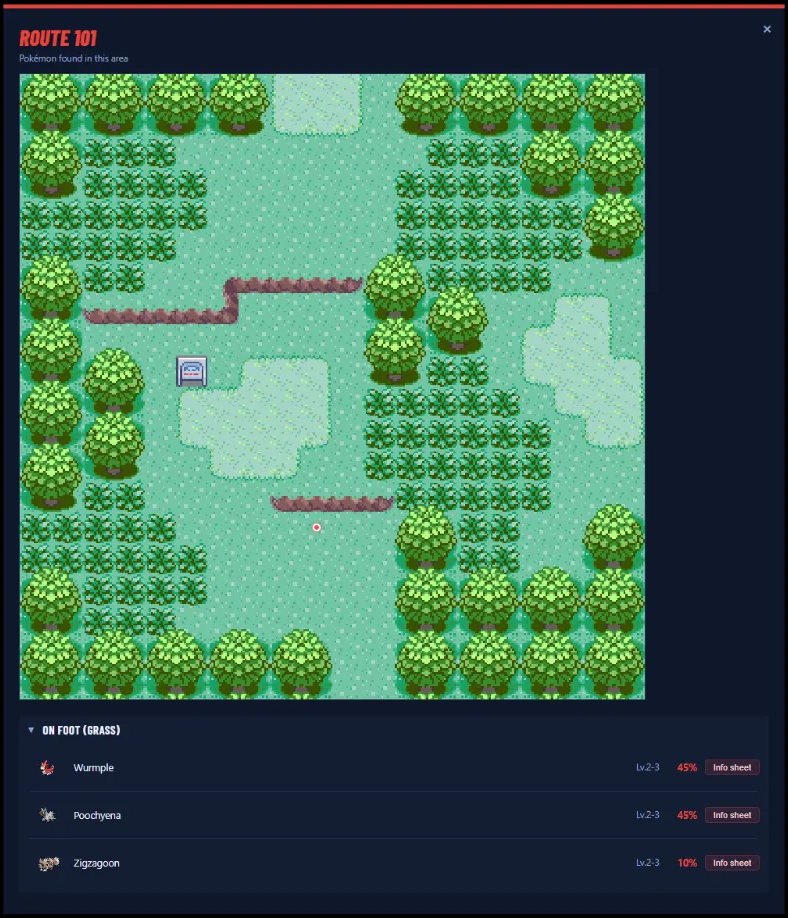 ROUTE 101
×
Pokémon found in this area
▼ ON FOOT (GRASS)
Wurmple Lv.2-3 45% Info sheet
Poochyena Lv.2-3 45% Info sheet
Zigzagoon Lv.2-3 10% Info sheet